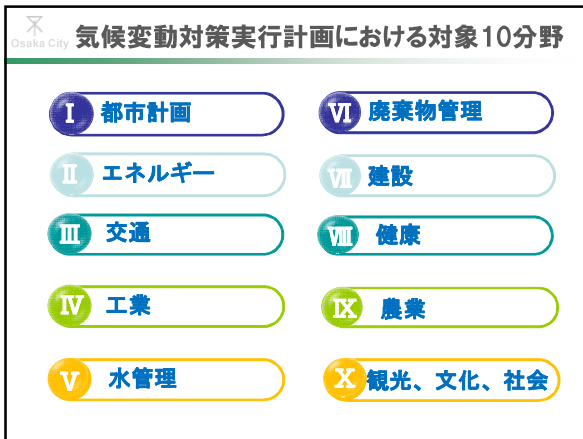 Osaka City
気候変動対策実行計画における対象10分野
Ⅰ 都市計画
Ⅱ エネルギー
Ⅲ 交通
Ⅳ 工業
Ⅴ 水管理
Ⅵ 廃棄物管理
Ⅶ 建設
Ⅷ 健康
Ⅸ 農業
Ⅹ 観光、文化、社会